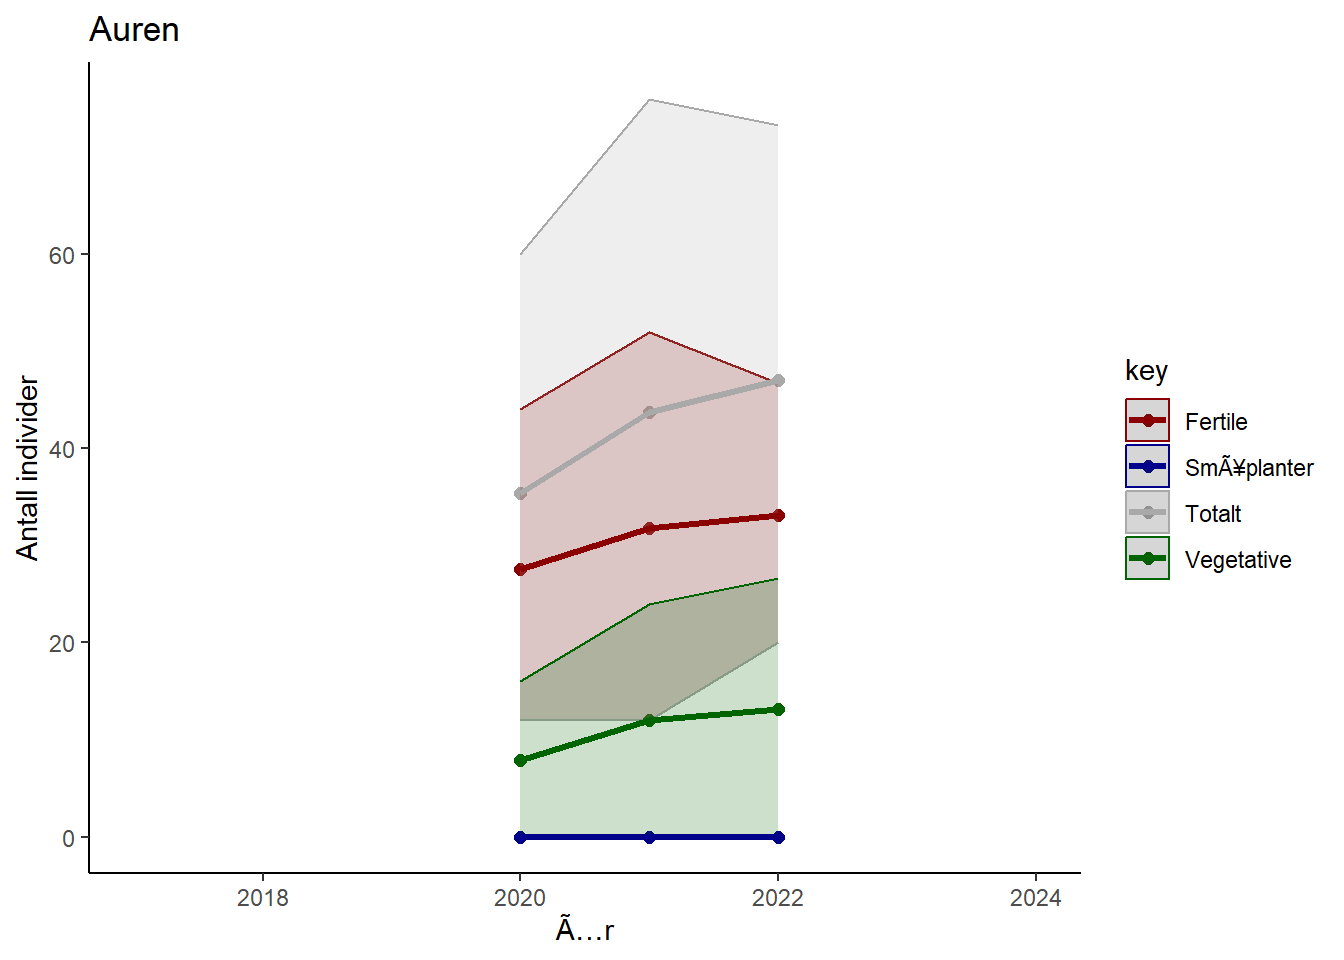 Auren
Antall individer
60
40
20
0
2018
2020
2022
2024
Ã…r
key
Fertile
SmÃ¥planter
Totalt
Vegetative